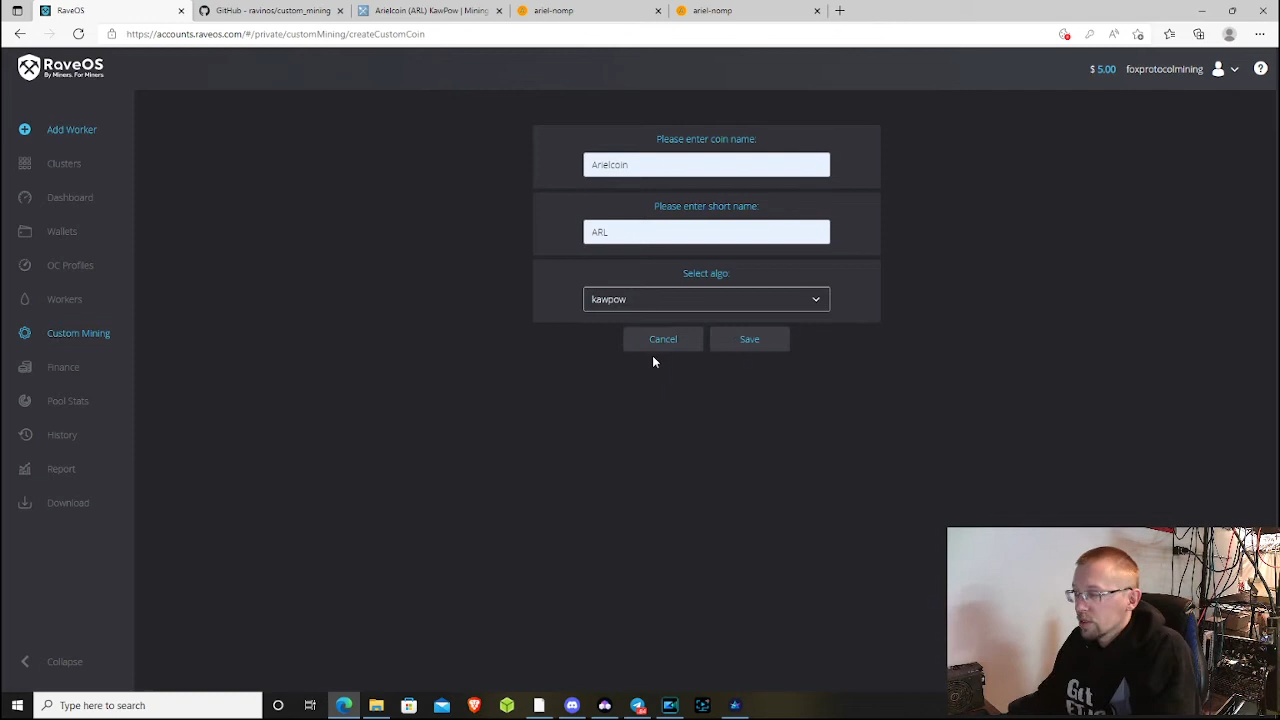 RaveOS
GitHub - ravinos/custom_mining
Arielcoin (ARL) KawPow | Mining
ariel-nomp
ariel-nomp
https://accounts.raveos.com/#/private/customMining/createCustomCoin
RaveOS
By Miners. For Miners
$ 5.00
foxprotocolmining
Add Worker
Clusters
Dashboard
Wallets
OC Profiles
Workers
Custom Mining
Finance
Pool Stats
History
Report
Download
Collapse
Please enter coin name:
Arielcoin
Please enter short name:
ARL
Select algo:
kawpow
Cancel
Save
Type here to search